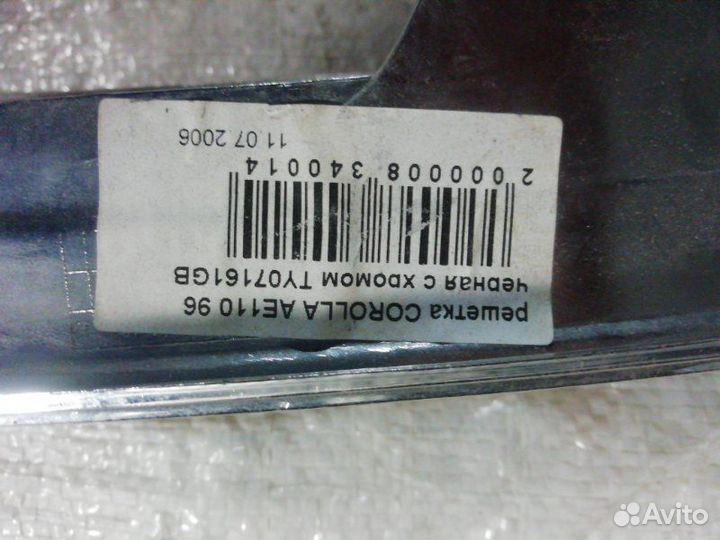 решетка COROLLA AE110 96
черная с хромом TY07161GB
2 000008 340014
11 07 2006
Avito